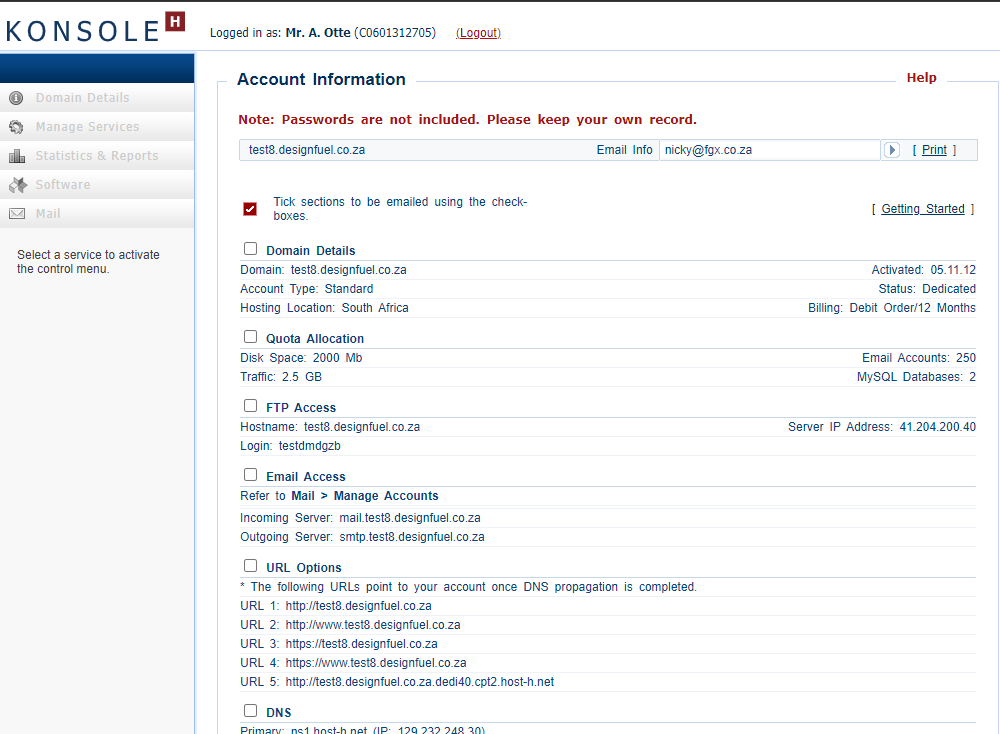 KONSOLE H
Logged in as: Mr. A. Otte (C0601312705) (Logout)
Domain Details
Manage Services
Statistics & Reports
Software
Mail
Select a service to activate
the control menu.
Account Information
Help
Note: Passwords are not included. Please keep your own record.
test8.designfuel.co.za Email Info nicky@fgx.co.za [ Print ]
Tick sections to be emailed using the check-
boxes.
[ Getting Started ]
Domain Details
Domain: test8.designfuel.co.za Activated: 05.11.12
Account Type: Standard Status: Dedicated
Hosting Location: South Africa Billing: Debit Order/12 Months
Quota Allocation
Disk Space: 2000 Mb Email Accounts: 250
Traffic: 2.5 GB MySQL Databases: 2
FTP Access
Hostname: test8.designfuel.co.za Server IP Address: 41.204.200.40
Login: testdmdgzb
Email Access
Refer to Mail > Manage Accounts
Incoming Server: mail.test8.designfuel.co.za
Outgoing Server: smtp.test8.designfuel.co.za
URL Options
* The following URLs point to your account once DNS propagation is completed.
URL 1: http://test8.designfuel.co.za
URL 2: http://www.test8.designfuel.co.za
URL 3: https://test8.designfuel.co.za
URL 4: https://www.test8.designfuel.co.za
URL 5: http://test8.designfuel.co.za.dedi40.cpt2.host-h.net
DNS
Primary: ns1.host-h.net (IP: 129.232.248.30)